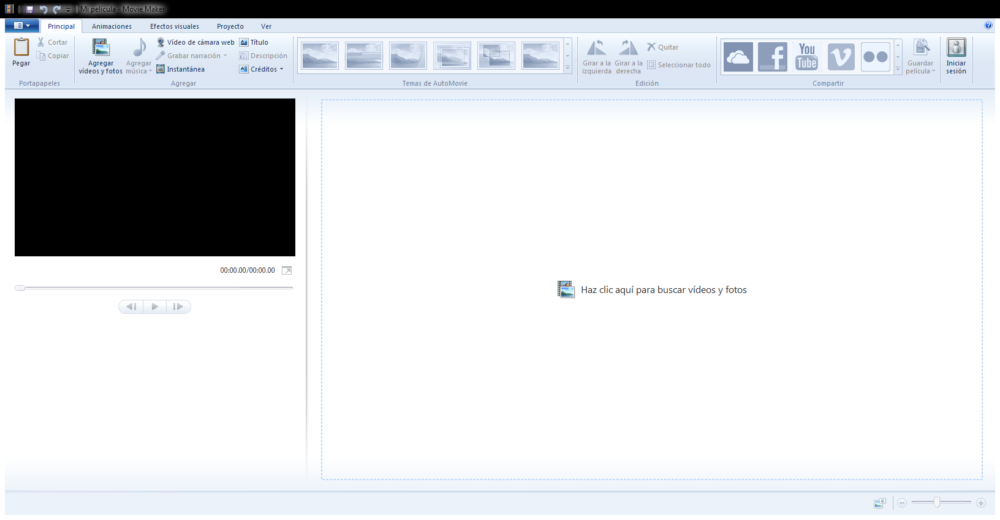 Mi película - Movie Maker
Principal
Animaciones
Efectos visuales
Proyecto
Ver
Pegar
Cortar
Copiar
Portapapeles
Agregar
vídeos y fotos
Agregar
música
Vídeo de cámara web
Grabar narración
Instantánea
Título
Descripción
Créditos
Agregar
Temas de AutoMovie
Girar a la
izquierda
Girar a la
derecha
Quitar
Seleccionar todo
Edición
You
Tube
Compartir
Guardar
película
Iniciar
sesión
00:00.00/00:00.00
Haz clic aquí para buscar vídeos y fotos